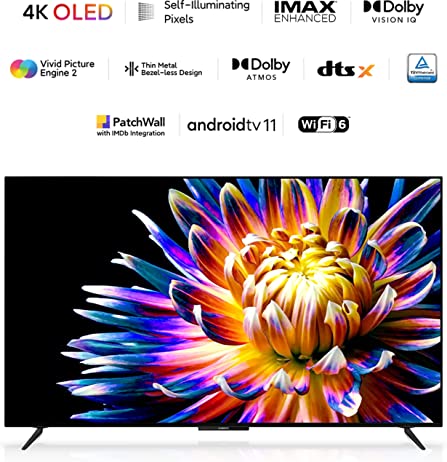 4K OLED
Self-Illuminating
Pixels
IMAX
ENHANCED
Dolby
VISION IQ
Vivid Picture
Engine 2
Thin Metal
Bezel-less Design
Dolby
ATMOS
dts X
TÜVRheinland
PatchWall
with IMDb Integration
androidtv 11
WiFi 6